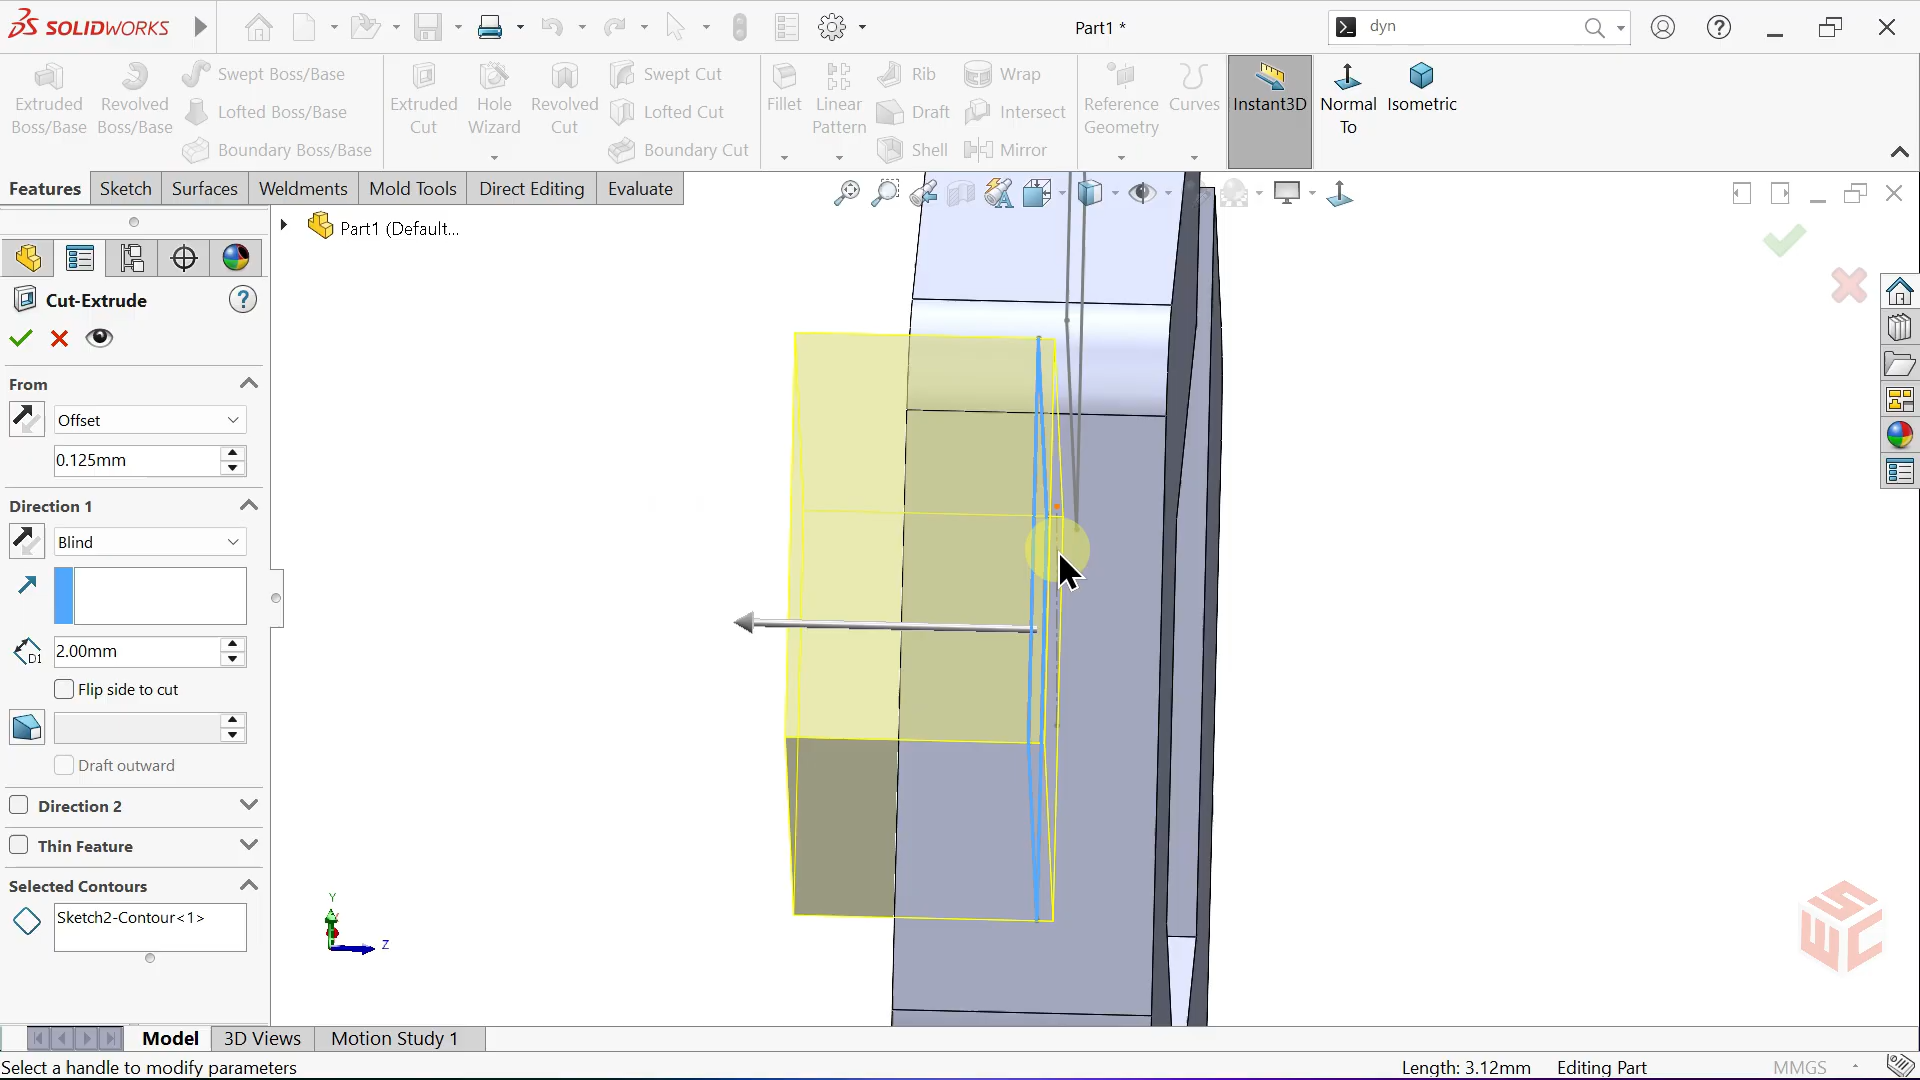 SOLIDWORKS
Part1 *
dyn
Extruded Boss/Base
Revolved Boss/Base
Swept Boss/Base
Lofted Boss/Base
Boundary Boss/Base
Extruded Cut
Hole Wizard
Revolved Cut
Swept Cut
Lofted Cut
Boundary Cut
Fillet
Linear Pattern
Rib
Draft
Shell
Wrap
Intersect
Mirror
Reference Geometry
Curves
Instant3D
Normal To
Isometric
Features
Sketch
Surfaces
Weldments
Mold Tools
Direct Editing
Evaluate
Part1 (Default...
Cut-Extrude
From
Offset
0.125mm
Direction 1
Blind
D1
2.00mm
Flip side to cut
Draft outward
Direction 2
Thin Feature
Selected Contours
Sketch2-Contour<1>
Y
Z
SWC
Model
3D Views
Motion Study 1
Select a handle to modify parameters
Length: 3.12mm
Editing Part
MMGS